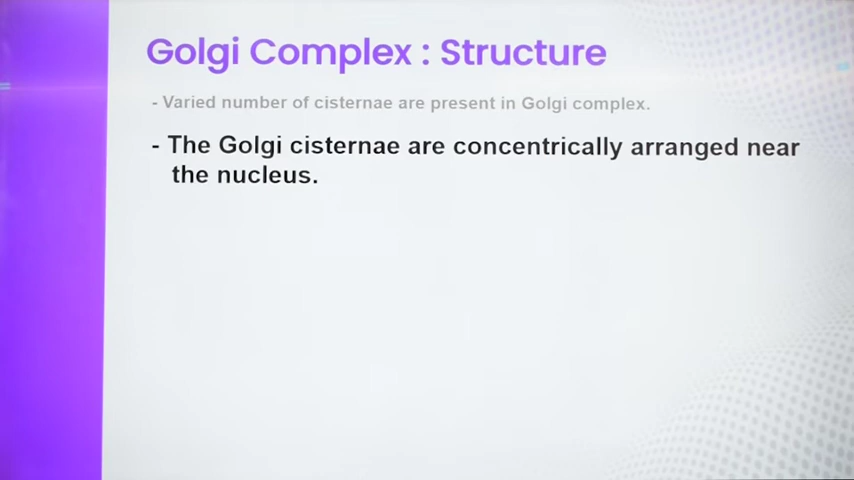 Golgi Complex : Structure
- Varied number of cisternae are present in Golgi complex.
- The Golgi cisternae are concentrically arranged near
the nucleus.